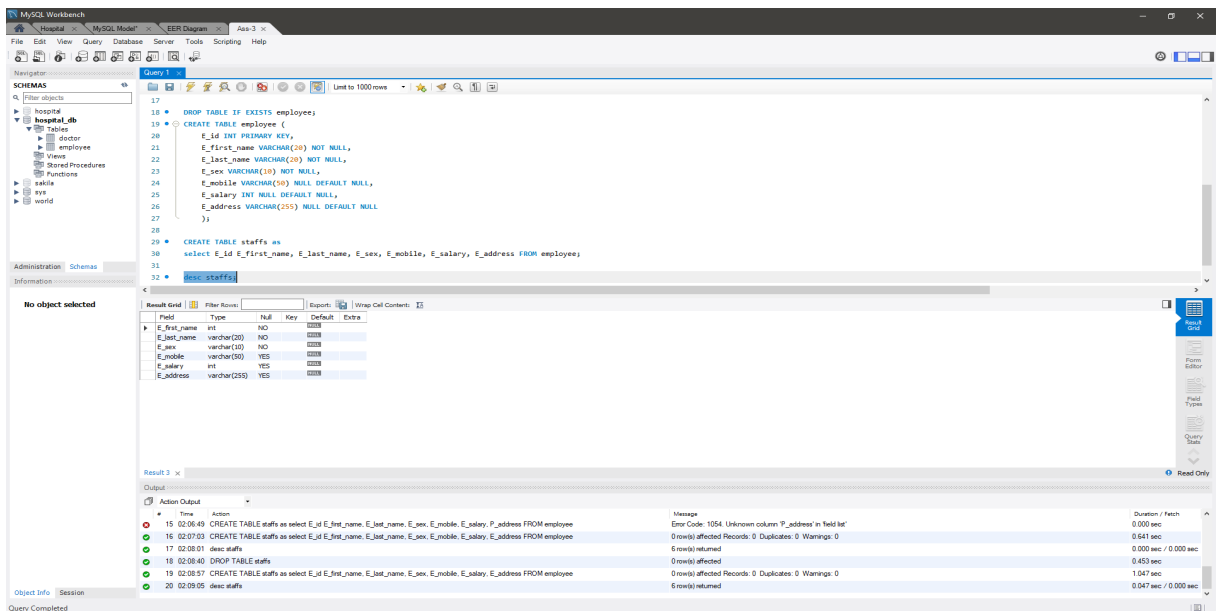 MySQL Workbench
Hospital × MySQL Model* × EER Diagram × Ass-3 ×
File Edit View Query Database Server Tools Scripting Help
Navigator
SCHEMAS
Filter objects
hospital
hospital_db
Tables
doctor
employee
Views
Stored Procedures
Functions
sakila
sys
world
Administration Schemas
Information
No object selected
Object Info Session
Query Completed
Query 1 ×
Limit to 1000 rows
17
18 DROP TABLE IF EXISTS employee;
19 CREATE TABLE employee (
20 E_id INT PRIMARY KEY,
21 E_first_name VARCHAR(20) NOT NULL,
22 E_last_name VARCHAR(20) NOT NULL,
23 E_sex VARCHAR(10) NOT NULL,
24 E_mobile VARCHAR(50) NULL DEFAULT NULL,
25 E_salary INT NULL DEFAULT NULL,
26 E_address VARCHAR(255) NULL DEFAULT NULL
27 );
28
29 CREATE TABLE staffs as
30 select E_id E_first_name, E_last_name, E_sex, E_mobile, E_salary, E_address FROM employee;
31
32 desc staffs;
Result Grid Filter Rows: Export: Wrap Cell Content:
Field Type Null Key Default Extra
E_first_name int NO NULL
E_last_name varchar(20) NO NULL
E_sex varchar(10) NO NULL
E_mobile varchar(50) YES NULL
E_salary int YES NULL
E_address varchar(255) YES NULL
Result Grid
Form Editor
Field Types
Query Stats
Result 3 × Read Only
Output
Action Output
# Time Action Message Duration / Fetch
15 02:06:49 CREATE TABLE staffs as select E_id E_first_name, E_last_name, E_sex, E_mobile, E_salary, P_address FROM employee Error Code: 1054. Unknown column 'P_address' in 'field list' 0.000 sec
16 02:07:03 CREATE TABLE staffs as select E_id E_first_name, E_last_name, E_sex, E_mobile, E_salary, E_address FROM employee 0 row(s) affected Records: 0 Duplicates: 0 Warnings: 0 0.641 sec
17 02:08:01 desc staffs 6 row(s) returned 0.000 sec / 0.000 sec
18 02:08:40 DROP TABLE staffs 0 row(s) affected 0.453 sec
19 02:08:57 CREATE TABLE staffs as select E_id E_first_name, E_last_name, E_sex, E_mobile, E_salary, E_address FROM employee 0 row(s) affected Records: 0 Duplicates: 0 Warnings: 0 1.047 sec
20 02:09:05 desc staffs 6 row(s) returned 0.047 sec / 0.000 sec